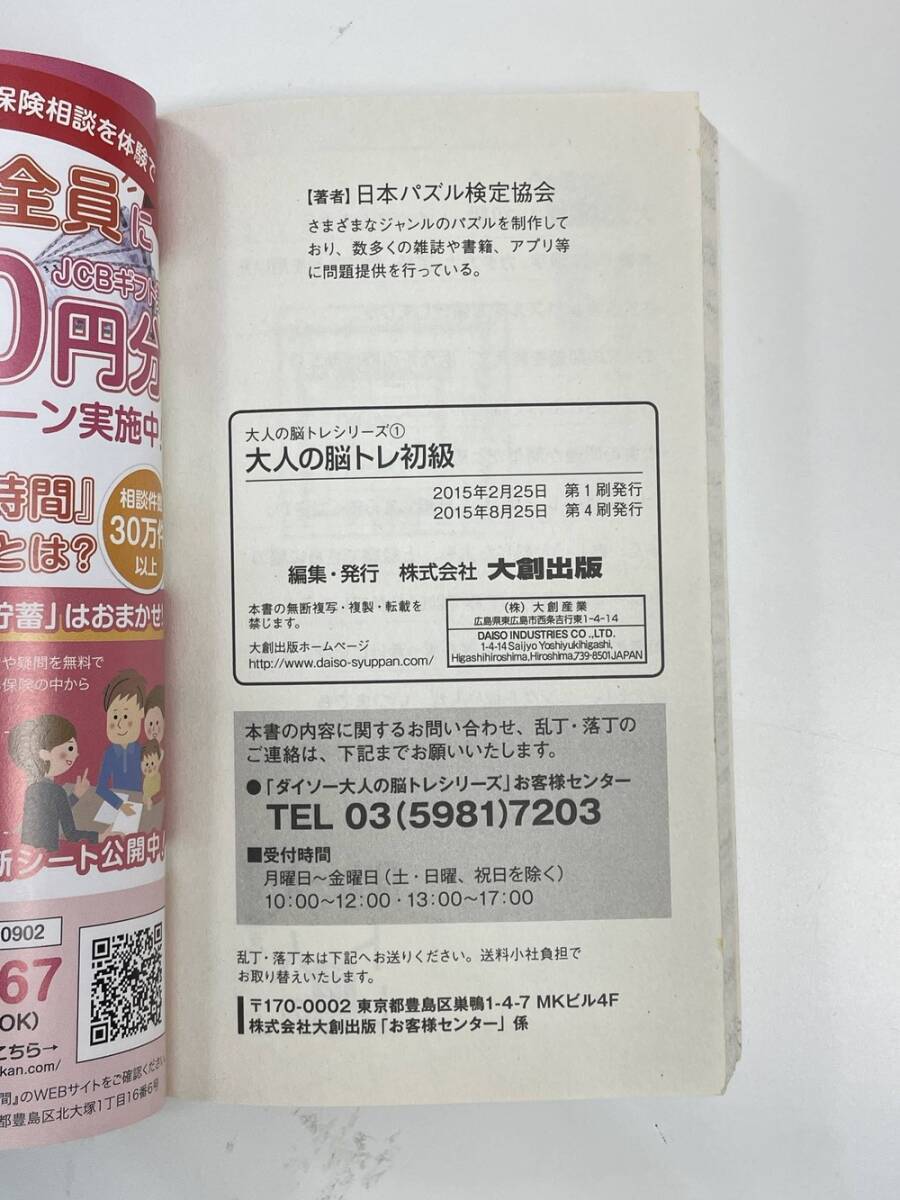 保険相談を体験で
全員に
JCBギフト
0円分
ーン実施中
時間』
とは?
相談件数
30万件
以上
貯蓄」はおまかせ!
や疑問を無料で
保険の中から
新シート公開中!
0902
67
OK)
こちら→
kan.com/
間』のWEBサイトをご確認ください。
都豊島区北大塚1丁目16番6号
【著者】日本パズル検定協会
さまざまなジャンルのパズルを制作して
おり、数多くの雑誌や書籍、アプリ等
に問題提供を行っている。
大人の脳トレシリーズ①
大人の脳トレ初級
2015年2月25日 第1刷発行
2015年8月25日 第4刷発行
編集・発行 株式会社 大創出版
本書の無断複写・複製・転載を
禁じます。
大創出版ホームページ
http://www.daiso-syuppan.com/
(株)大創産業
広島県東広島市西条吉行東1-4-14
DAISO INDUSTRIES CO.,LTD.
1-4-14 Saijyo Yoshiyukihigashi,
Higashihiroshima,Hiroshima,739-8501JAPAN
本書の内容に関するお問い合わせ、乱丁・落丁の
ご連絡は、下記までお願いいたします。
●「ダイソー大人の脳トレシリーズ」お客様センター
TEL 03(5981)7203
■受付時間
月曜日~金曜日(土・日曜、祝日を除く)
10:00~12:00・13:00~17:00
乱丁・落丁本は下記へお送りください。送料小社負担で
お取り替えいたします。
〒170-0002 東京都豊島区巣鴨1-4-7 MKビル4F
株式会社大創出版「お客様センター」係